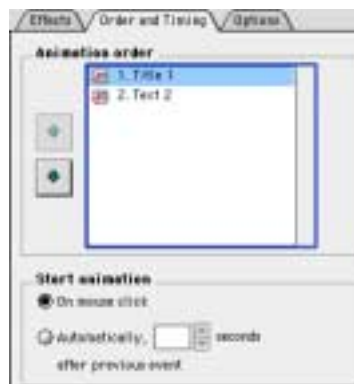 Effects Order and Timing Options
Animation order
1. Title 1
2. Text 2
Start animation
On mouse click
Automatically, seconds
after previous event